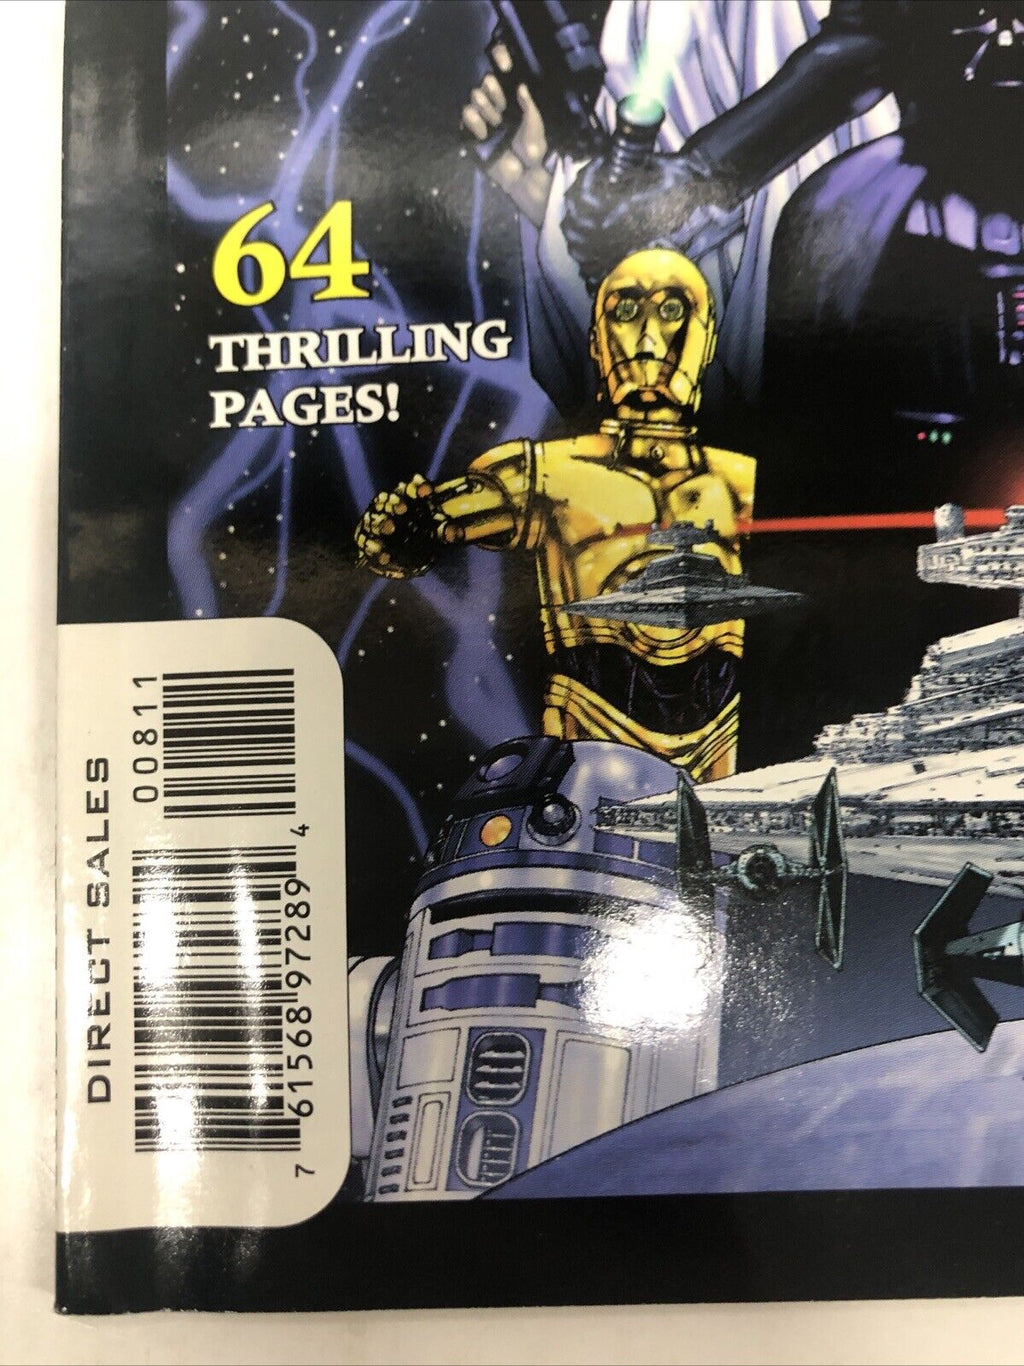 64
THRILLING
PAGES!
DIRECT SALES
00811
7 61568 97289 4